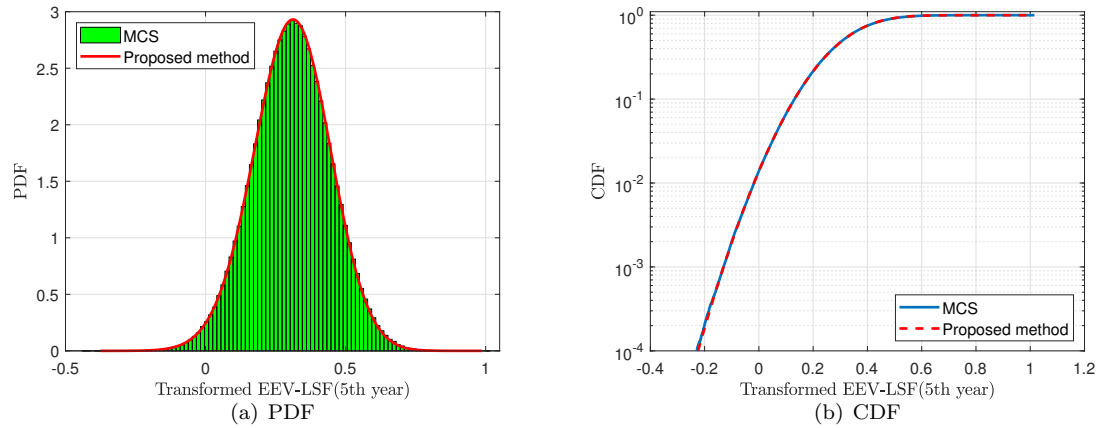 MCS
Proposed method
3
2.5
2
1.5
1
0.5
0
PDF
-0.5
0
0.5
1
Transformed EEV-LSF(5th year)
(a) PDF
10^0
10^-1
10^-2
10^-3
10^-4
CDF
MCS
Proposed method
-0.4
-0.2
0
0.2
0.4
0.6
0.8
1
1.2
Transformed EEV-LSF(5th year)
(b) CDF